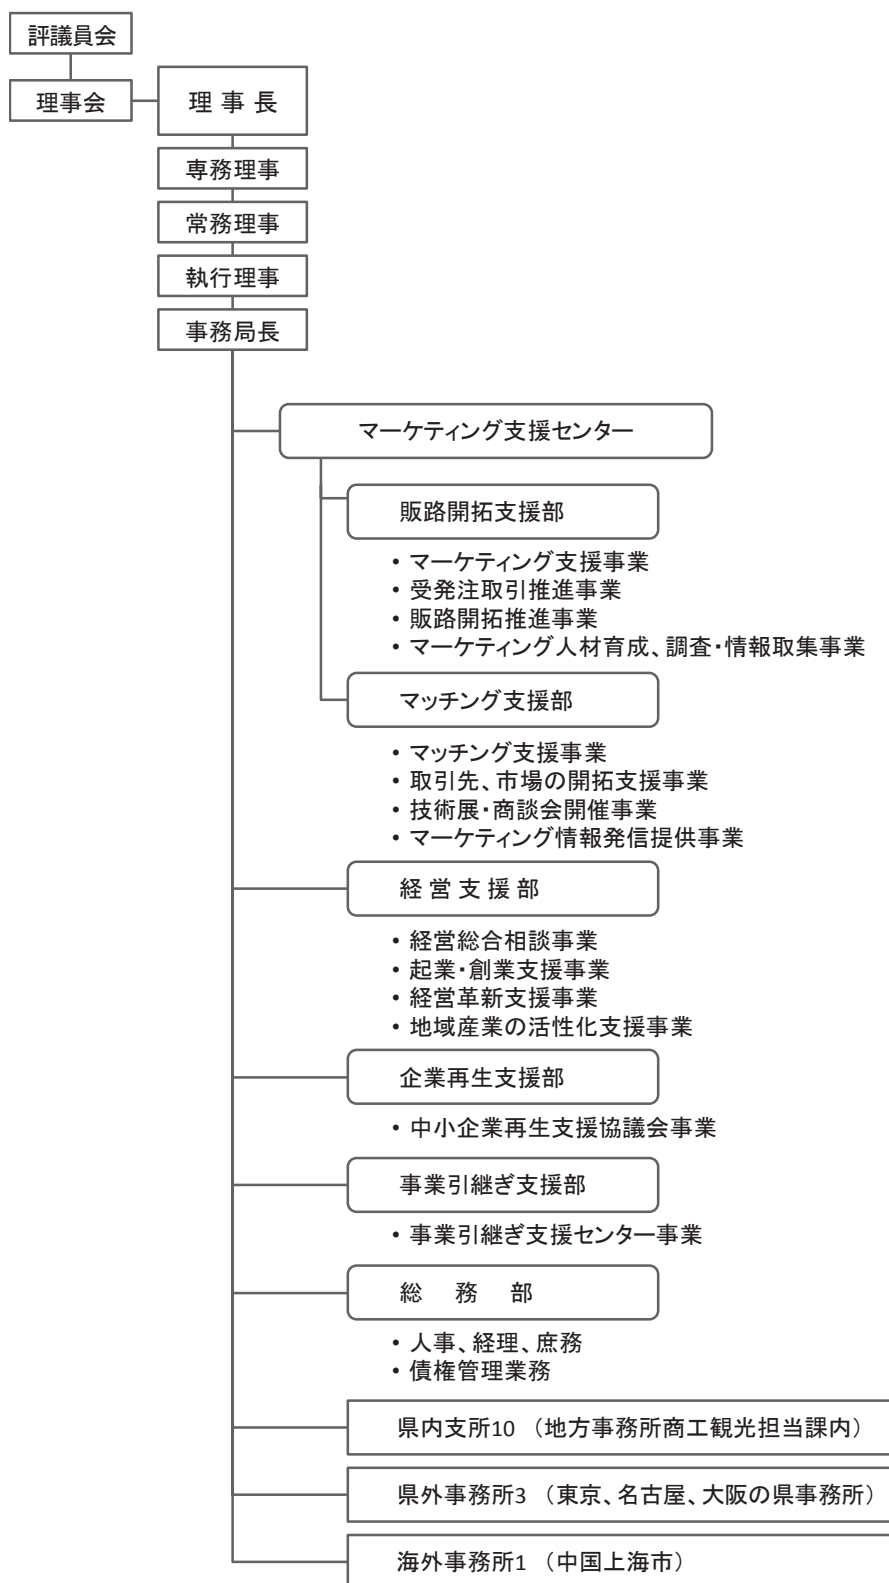 評議員会
理事会
理 事 長
専務理事
常務理事
執行理事
事務局長
マーケティング支援センター
販路開拓支援部
・マーケティング支援事業
・受発注取引推進事業
・販路開拓推進事業
・マーケティング人材育成、調査・情報取集事業
マッチング支援部
・マッチング支援事業
・取引先、市場の開拓支援事業
・技術展・商談会開催事業
・マーケティング情報発信提供事業
経 営 支 援 部
・経営総合相談事業
・起業・創業支援事業
・経営革新支援事業
・地域産業の活性化支援事業
企業再生支援部
・中小企業再生支援協議会事業
事業引継ぎ支援部
・事業引継ぎ支援センター事業
総 務 部
・人事、経理、庶務
・債権管理業務
県内支所10 （地方事務所商工観光担当課内）
県外事務所3 （東京、名古屋、大阪の県事務所）
海外事務所1 （中国上海市）